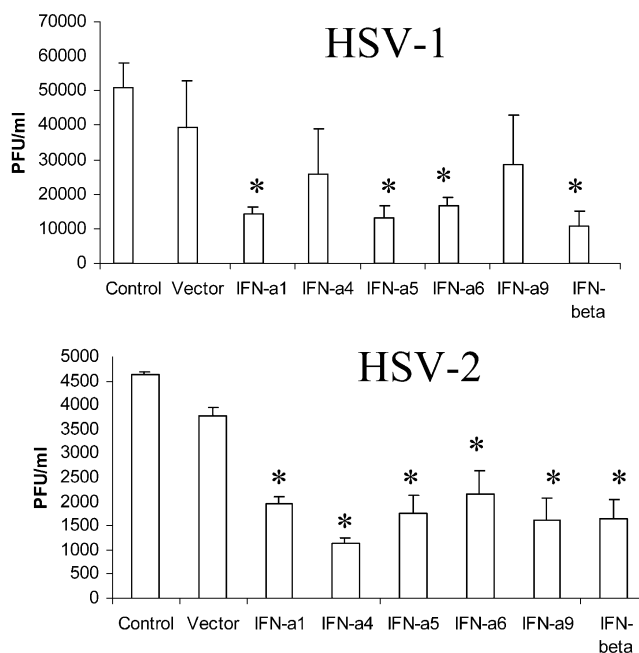 HSV-1
PFU/ml
70000
60000
50000
40000
30000
20000
10000
0
* * * *
Control Vector IFN-a1 IFN-a4 IFN-a5 IFN-a6 IFN-a9 IFN-
beta
HSV-2
PFU/ml
5000
4500
4000
3500
3000
2500
2000
1500
1000
500
0
* * * * * *
Control Vector IFN-a1 IFN-a4 IFN-a5 IFN-a6 IFN-a9 IFN-
beta